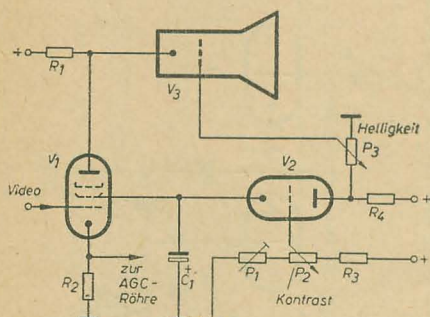 +
R1
V3
V1
V2
Helligkeit
P3
Video
R4
+
R2
zur
AGC-
Röhre
+
C1
P1
P2
R3
+
Kontrast